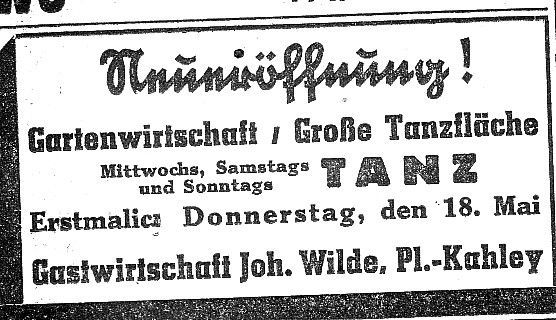 Neueröffnung!
Gartenwirtschaft / Große Tanzfläche
Mittwochs, Samstags
und Sonntags TANZ
Erstmalig Donnerstag, den 18. Mai
Gastwirtschaft Joh. Wilde, Pl.-Kahley